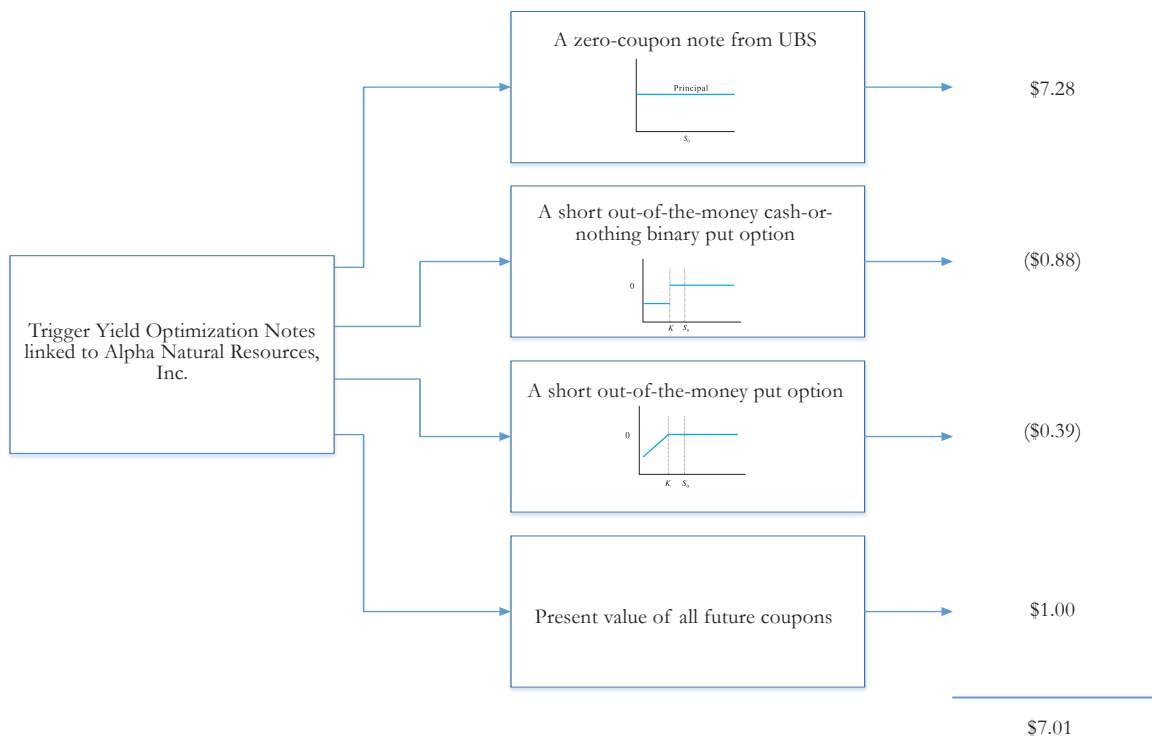 A zero-coupon note from UBS
Principal
S₀
$7.28
A short out-of-the-money cash-or-
nothing binary put option
0
K S₀
($0.88)
Trigger Yield Optimization Notes
linked to Alpha Natural Resources,
Inc.
A short out-of-the-money put option
0
K S₀
($0.39)
Present value of all future coupons
$1.00
$7.01